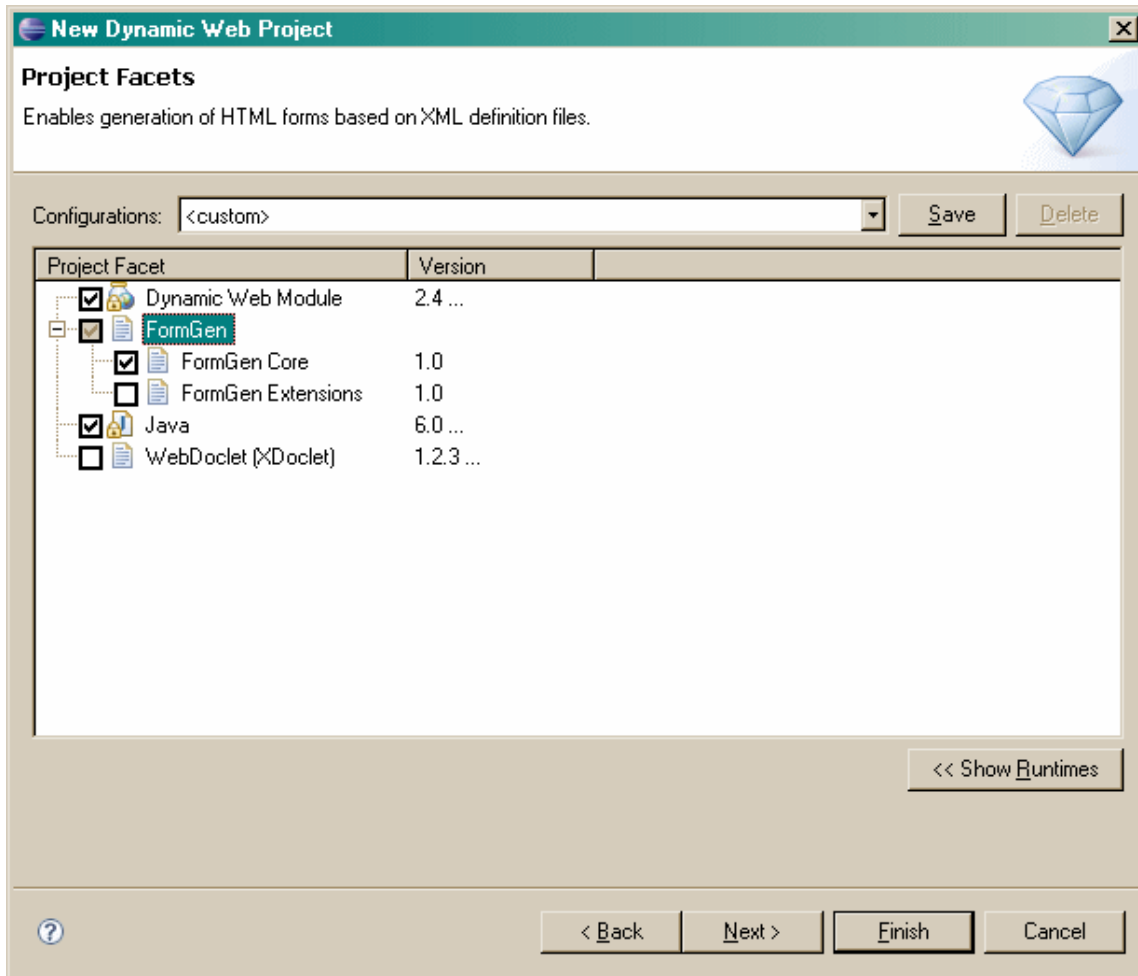 New Dynamic Web Project
Project Facets
Enables generation of HTML forms based on XML definition files.
Configurations: <custom> Save Delete
Project Facet Version
Dynamic Web Module 2.4 ...
FormGen
FormGen Core 1.0
FormGen Extensions 1.0
Java 6.0 ...
WebDoclet (XDoclet) 1.2.3 ...
<< Show Runtimes
? < Back Next > Finish Cancel